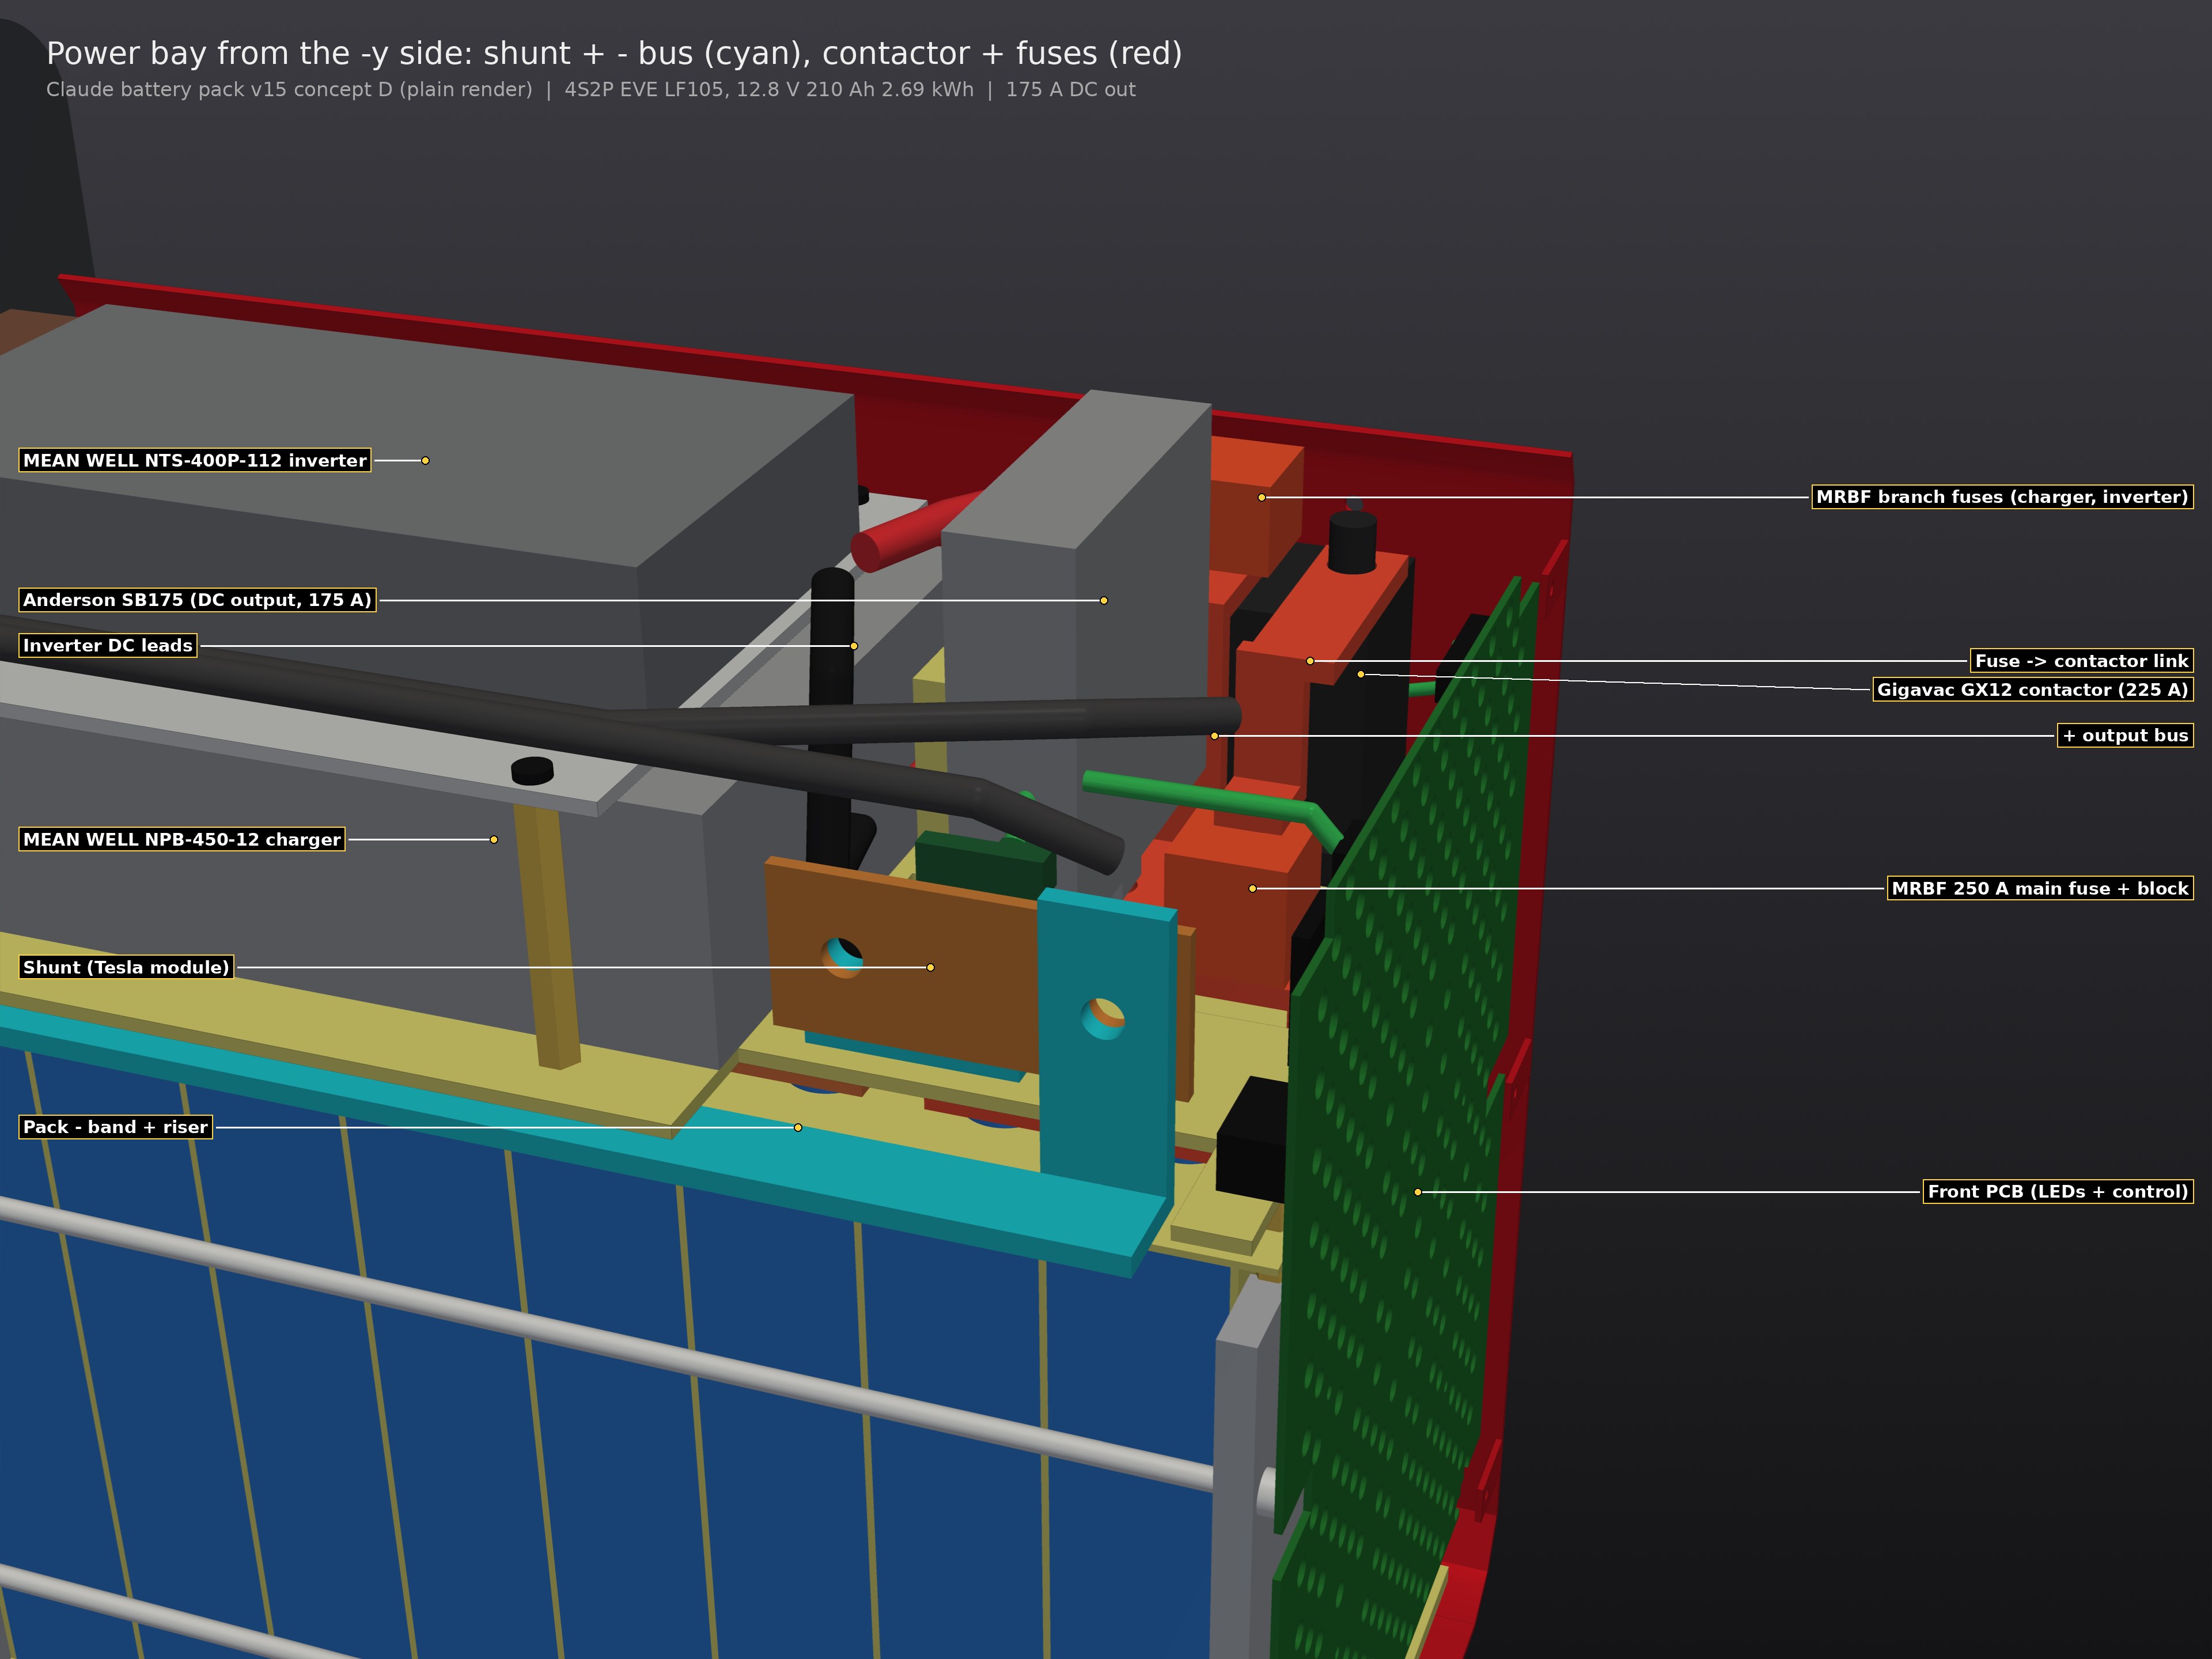 Power bay from the -y side: shunt + - bus (cyan), contactor + fuses (red)
Claude battery pack v15 concept D (plain render)  |  4S2P EVE LF105, 12.8 V 210 Ah 2.69 kWh  |  175 A DC out
MEAN WELL NTS-400P-112 inverter
MRBF branch fuses (charger, inverter)
Anderson SB175 (DC output, 175 A)
Inverter DC leads
Fuse -> contactor link
Gigavac GX12 contactor (225 A)
+ output bus
MEAN WELL NPB-450-12 charger
MRBF 250 A main fuse + block
Shunt (Tesla module)
Pack - band + riser
Front PCB (LEDs + control)